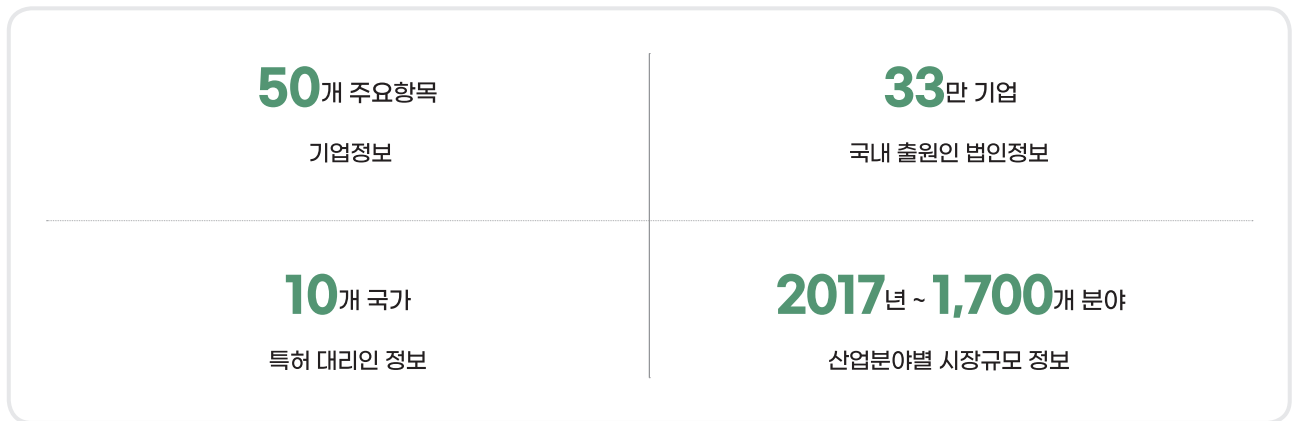 50개 주요항목
기업정보
33만 기업
국내 출원인 법인정보
10개 국가
특허 대리인 정보
2017년 ~ 1,700개 분야
산업분야별 시장규모 정보